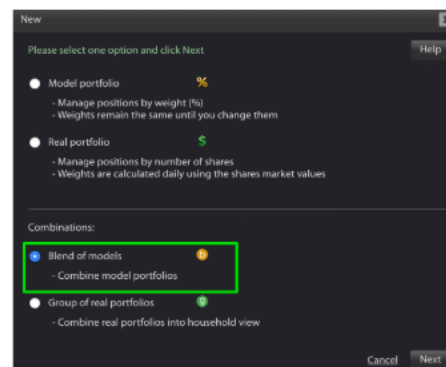 New
Please select one option and click Next
Help
Model portfolio %
- Manage positions by weight (%)
- Weights remain the same until you change them
Real portfolio $
- Manage positions by number of shares
- Weights are calculated daily using the shares market values
Combinations:
Blend of models b
- Combine model portfolios
Group of real portfolios g
- Combine real portfolios into household view
Cancel Next